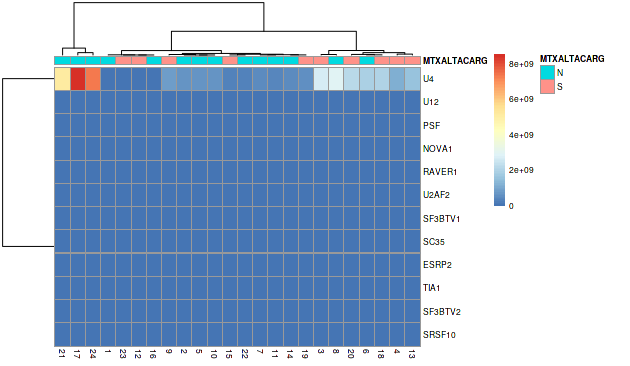 MTXALTACARG
U4
U12
PSF
NOVA1
RAVER1
U2AF2
SF3BTV1
SC35
ESRP2
TIA1
SF3BTV2
SRSF10
21 17 24 1 23 12 16 9 2 5 10 15 22 7 11 14 19 3 8 20 6 18 4 13
8e+09
6e+09
4e+09
2e+09
0
MTXALTACARG
N
S